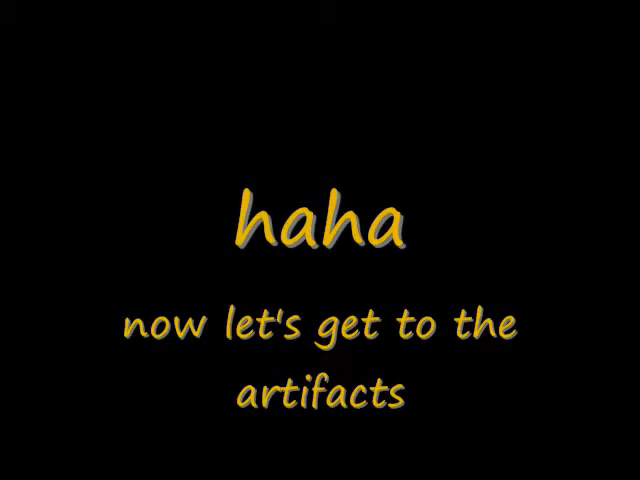 haha
now let's get to the
artifacts